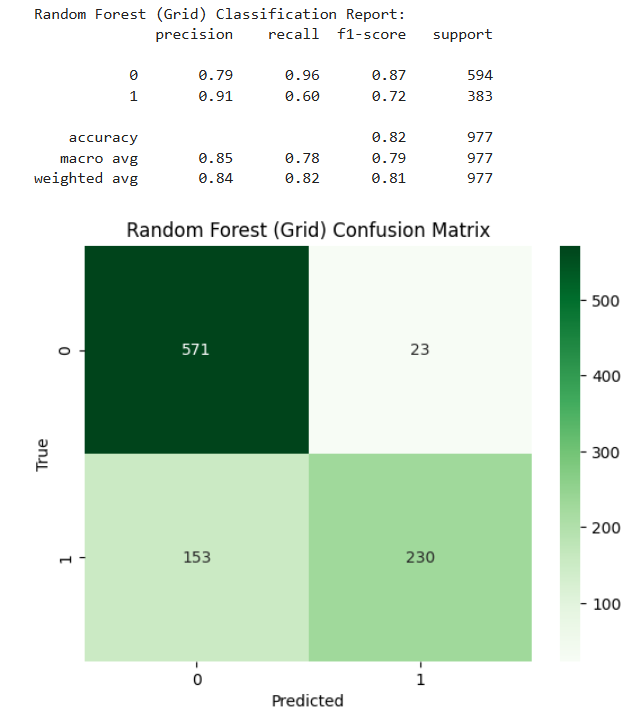 Random Forest (Grid) Classification Report:
precision recall f1-score support
0 0.79 0.96 0.87 594
1 0.91 0.60 0.72 383
accuracy 0.82 977
macro avg 0.85 0.78 0.79 977
weighted avg 0.84 0.82 0.81 977
Random Forest (Grid) Confusion Matrix
500
0 571 23
400
300
True
200
1 153 230
100
0 1
Predicted